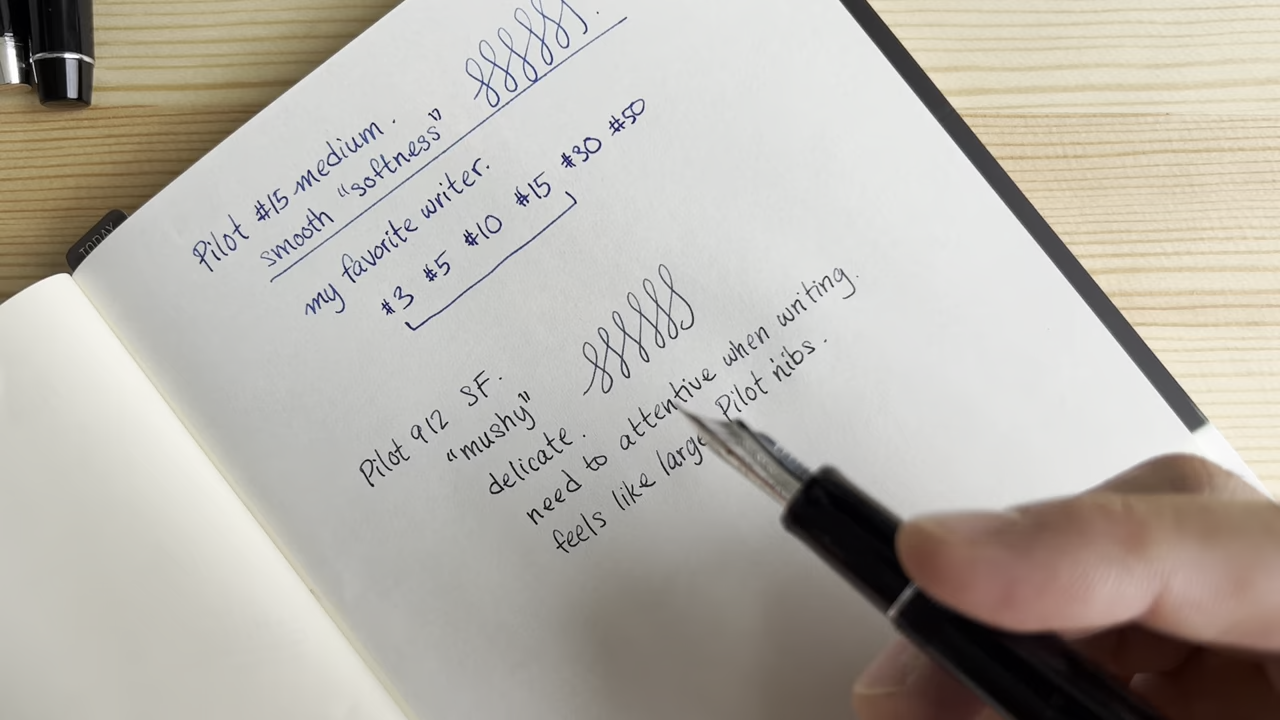 TODAY
Pilot #15 medium.
smooth "softness"
my favorite writer.
#3 #5 #10 #15 #30 #50
Pilot 912 SF.
"mushy"
delicate.
need to attentive when writing.
feels like large Pilot nibs.